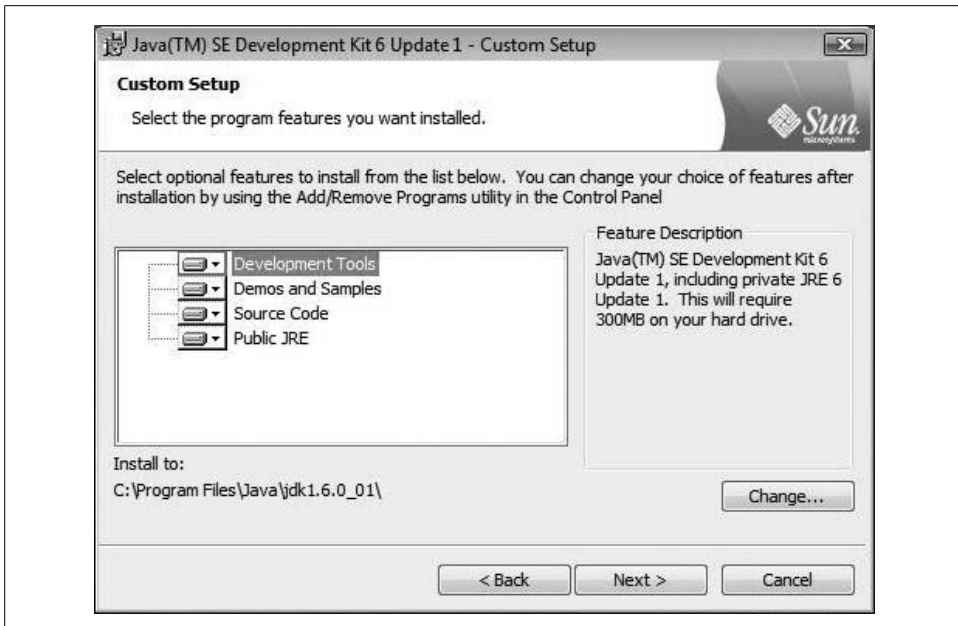 Java(TM) SE Development Kit 6 Update 1 - Custom Setup
Custom Setup
Select the program features you want installed.
Sun
microsystems
Select optional features to install from the list below. You can change your choice of features after
installation by using the Add/Remove Programs utility in the Control Panel
Development Tools
Demos and Samples
Source Code
Public JRE
Feature Description
Java(TM) SE Development Kit 6
Update 1, including private JRE 6
Update 1. This will require
300MB on your hard drive.
Install to:
C:\Program Files\Java\jdk1.6.0_01\
Change...
< Back
Next >
Cancel